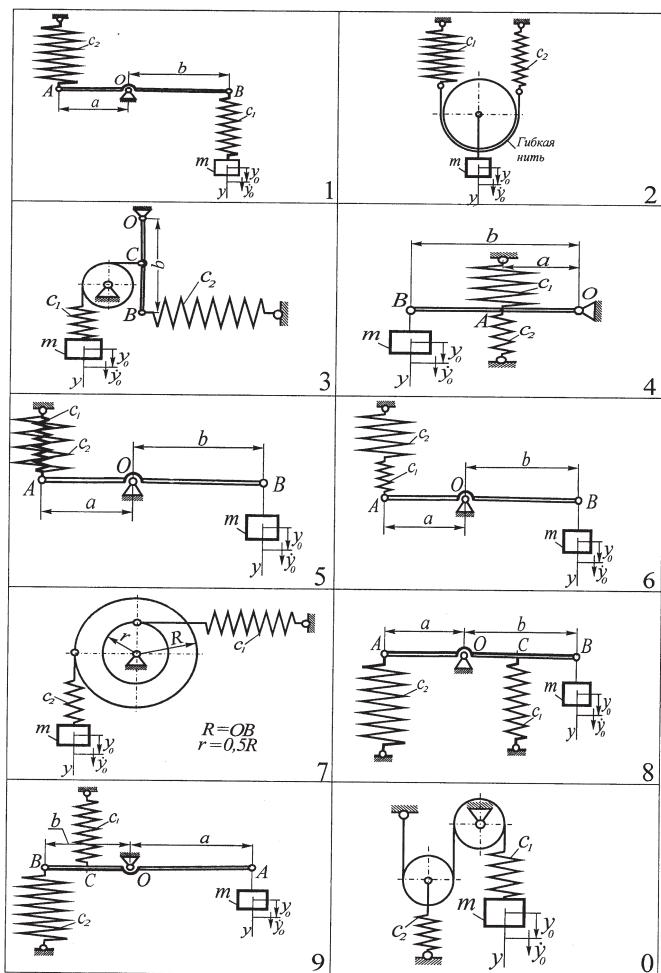 c₂
b
O
A
B
a
c₁
m
y₀
ẏ₀
y
1
c₁
c₂
Гибкая
нить
m
y₀
ẏ₀
y
2
O
C
b
c₁
c₂
B
m
y₀
ẏ₀
y
3
b
a
c₁
B
O
A
m
c₂
y₀
ẏ₀
y
4
c₁
c₂
b
O
A
B
a
m
y₀
ẏ₀
y
5
c₂
c₁
b
O
A
B
a
m
y₀
ẏ₀
y
6
r
R
c₁
c₂
m
y₀
ẏ₀
y
R=OB
r=0,5R
7
a
b
A
O
C
B
c₂
c₁
m
y₀
ẏ₀
y
8
b
c₁
a
B
C
O
A
c₂
m
y₀
ẏ₀
y
9
c₁
c₂
m
y₀
ẏ₀
y
0